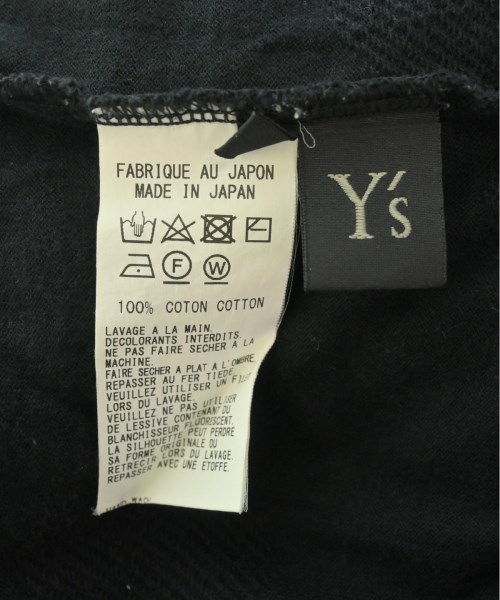 FABRIQUE AU JAPON
MADE IN JAPAN
F
W
100% COTON COTTON
LAVAGE A LA MAIN.
DECOLORANTS INTERDITS.
NE PAS FAIRE SECHER A LA
MACHINE.
FAIRE SECHER A PLAT A L'OMBRE.
REPASSER AU FER TIEDE.
VEUILLEZ UTILISER UN FILET
LORS DU LAVAGE.
VEUILLEZ NE PAS UTILISER
DE LESSIVE CONTENANT DU
BLANCHISSEUR FLUORESCENT.
LA SILHOUETTE PEUT PERDRE
SA FORME ORIGINALE OU
RETRECIR LORS DU LAVAGE.
REPASSER AVEC UNE ETOFFE.
Y's